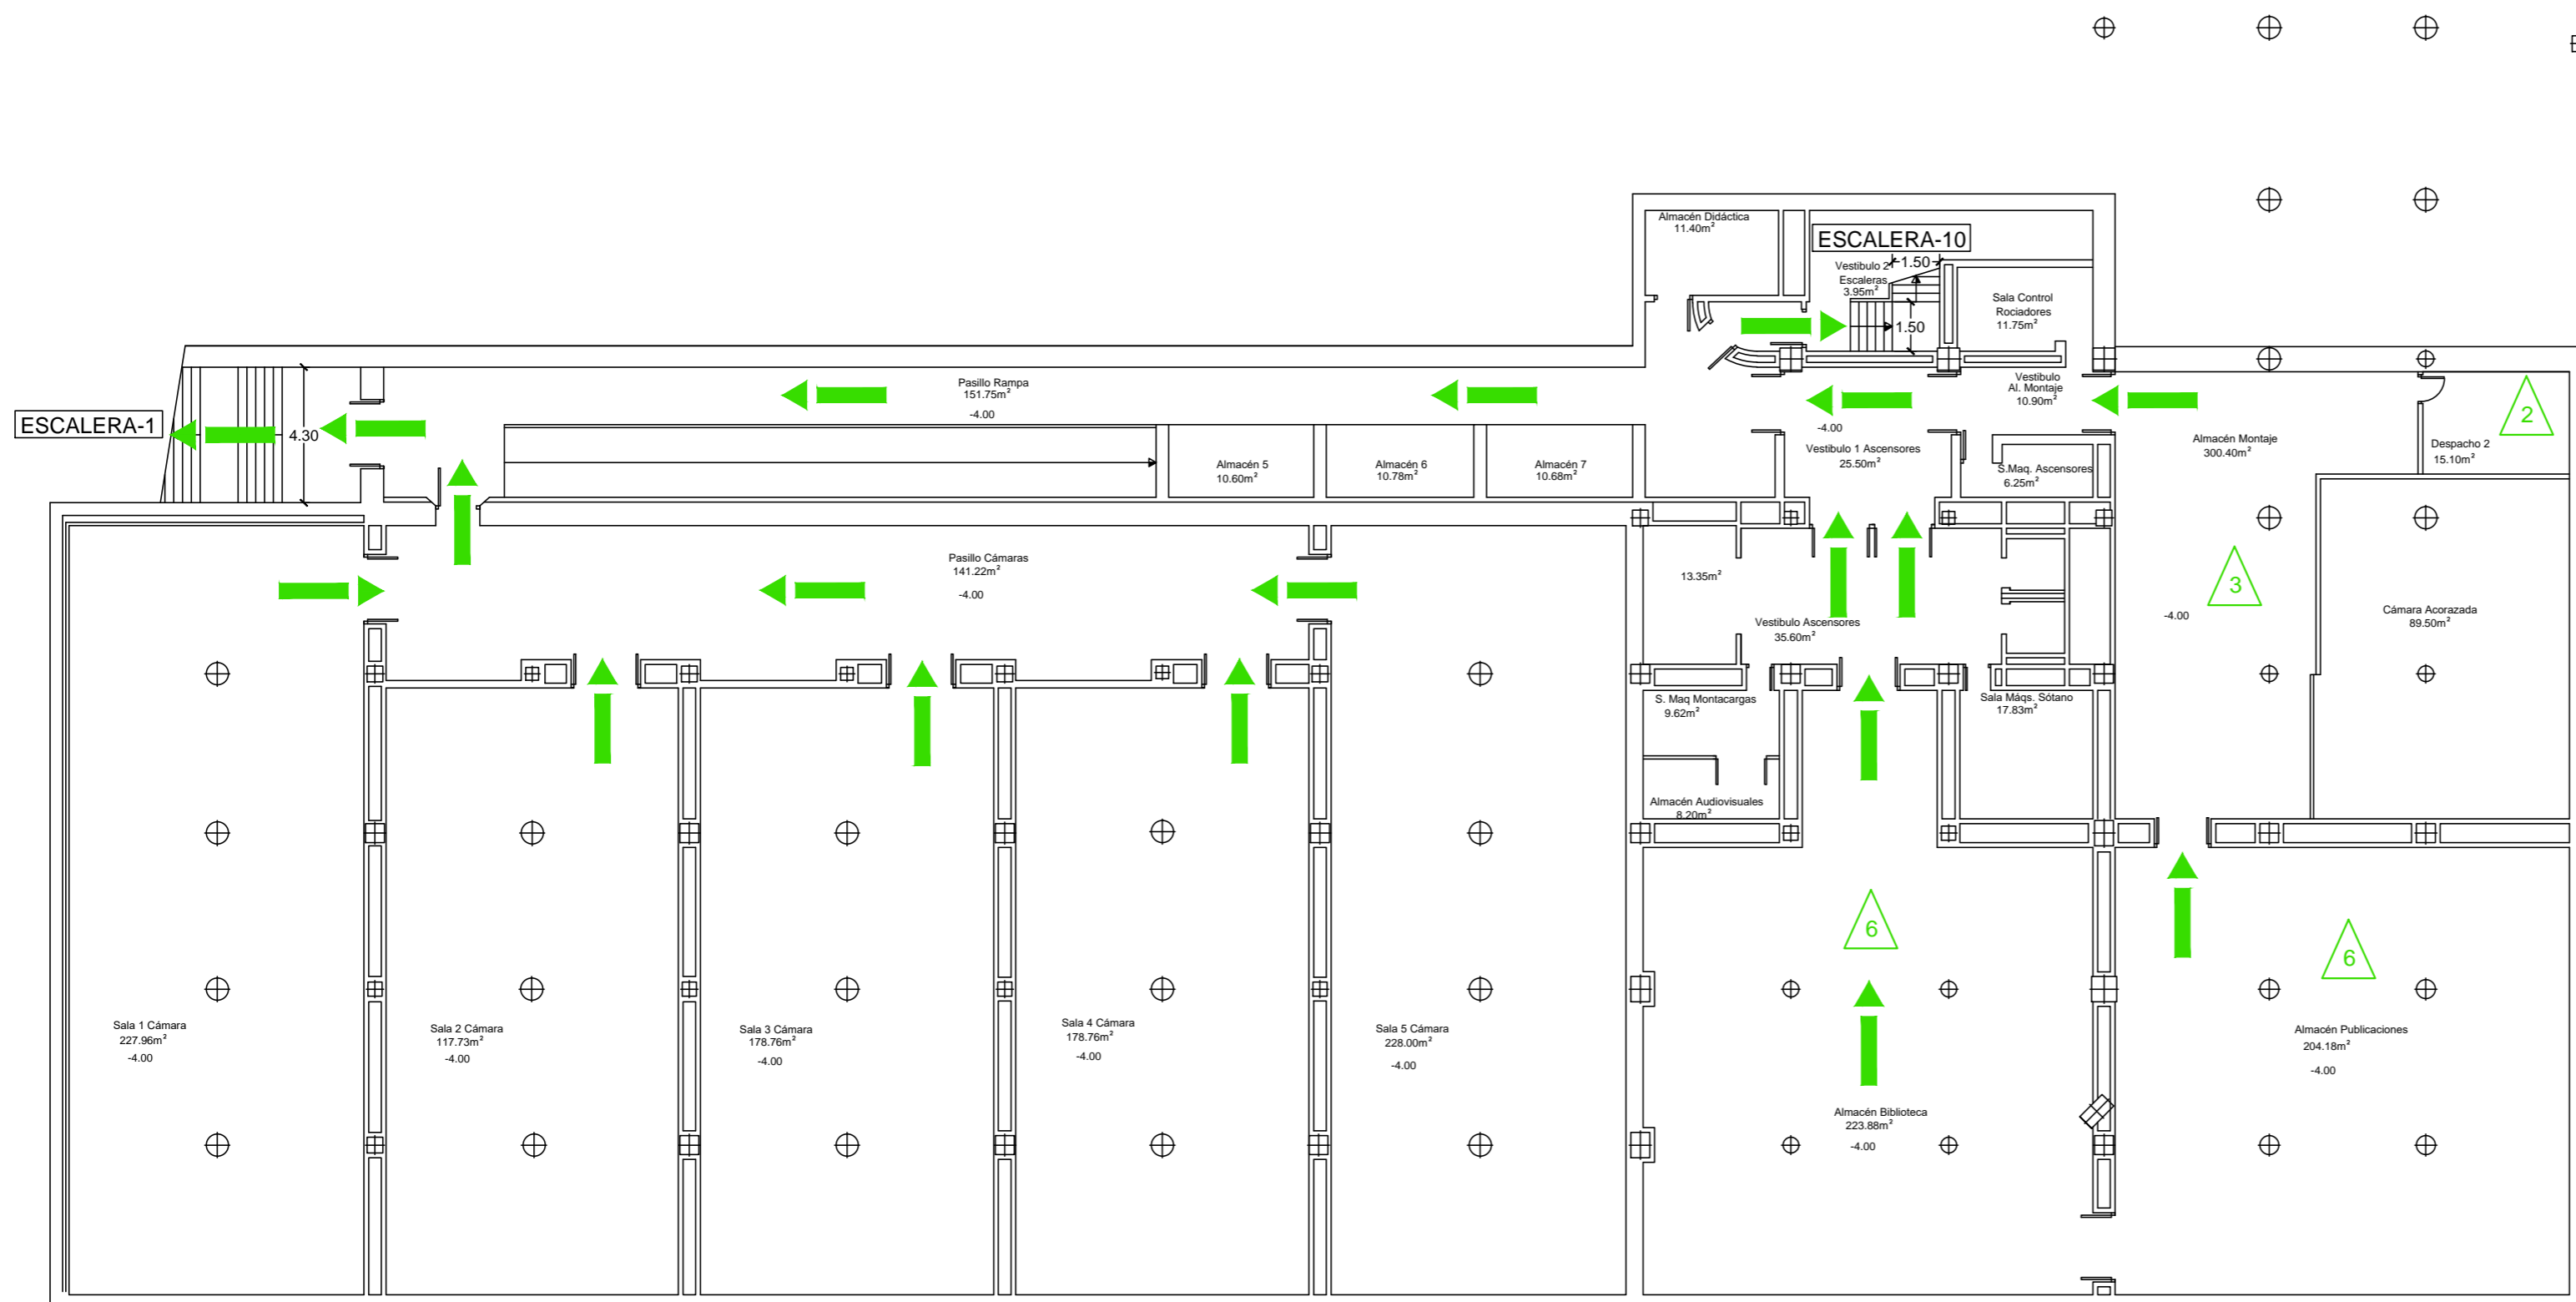 Almacén Didáctica
11.40m²
ESCALERA-10
Vestibulo 2
Escaleras
3.95m²
1.50
1.50
Sala Control
Rociadores
11.75m²
ESCALERA-1
4.30
Pasillo Rampa
151.75m²
-4.00
Vestibulo
Al. Montaje
10.90m²
-4.00
Vestibulo 1 Ascensores
25.50m²
Almacén Montaje
300.40m²
Despacho 2
15.10m²
2
Almacén 5
10.60m²
Almacén 6
10.78m²
Almacén 7
10.68m²
S.Maq. Ascensores
6.25m²
Pasillo Cámaras
141.22m²
-4.00
13.35m²
3
-4.00
Cámara Acorazada
89.50m²
Vestibulo Ascensores
35.60m²
S. Maq Montacargas
9.62m²
Sala Máqs. Sótano
17.83m²
Almacén Audiovisuales
8.20m²
6
6
Sala 1 Cámara
227.96m²
-4.00
Sala 2 Cámara
117.73m²
-4.00
Sala 3 Cámara
178.76m²
-4.00
Sala 4 Cámara
178.76m²
-4.00
Sala 5 Cámara
228.00m²
-4.00
Almacén Biblioteca
223.88m²
-4.00
Almacén Publicaciones
204.18m²
-4.00